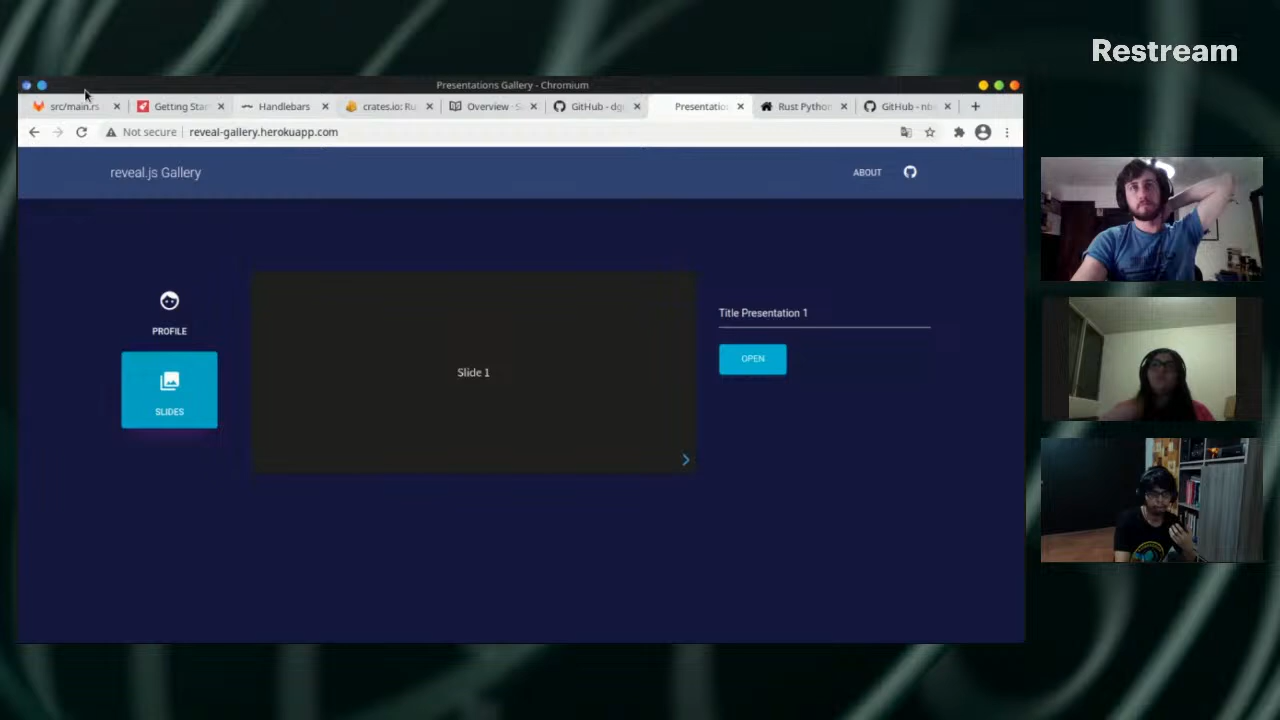 Restream
Presentations Gallery - Chromium
src/main.rs
Getting Star
Handlebars
crates.io: Ru
Overview
GitHub - dg
Presentatio
Rust Python
GitHub - nb
Not secure
reveal-gallery.herokuapp.com
reveal.js Gallery
ABOUT
PROFILE
SLIDES
Slide 1
Title Presentation 1
OPEN